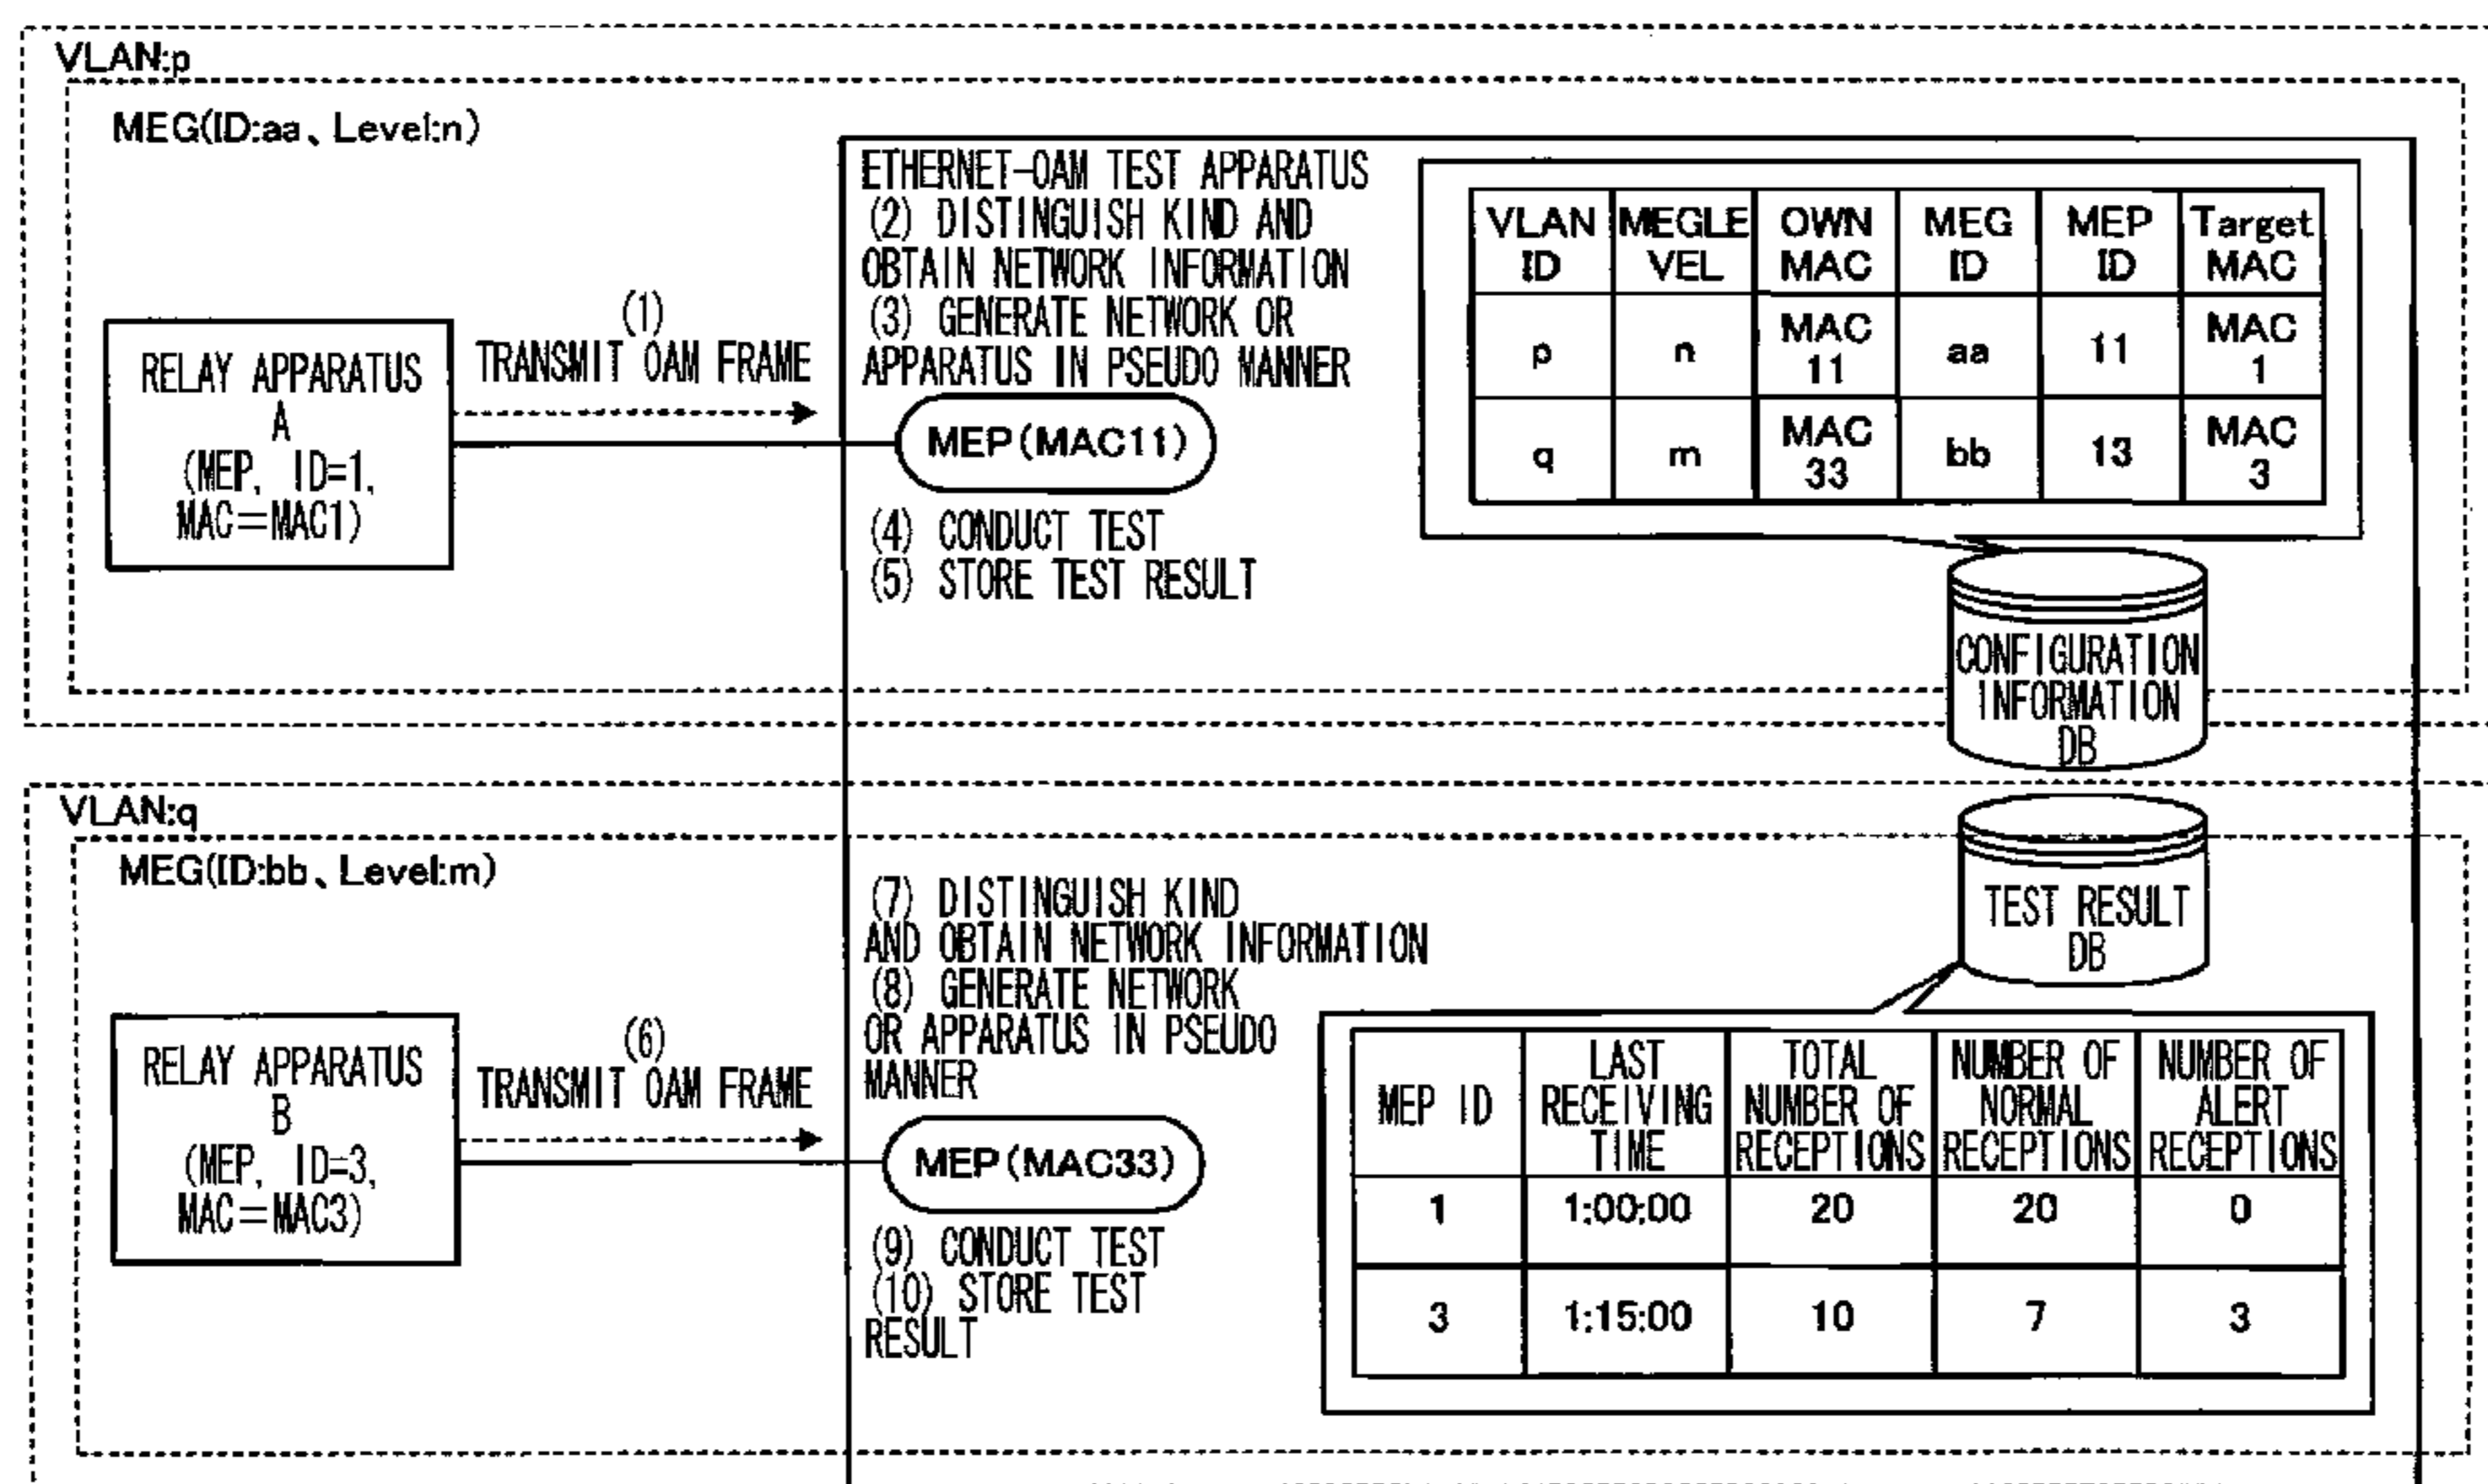 VLAN:p
MEG(ID:aa、Level:n)
RELAY APPARATUS
A
(MEP, ID=1,
MAC=MAC1)
(1)
TRANSMIT OAM FRAME
ETHERNET-OAM TEST APPARATUS
(2) DISTINGUISH KIND AND
OBTAIN NETWORK INFORMATION
(3) GENERATE NETWORK OR
APPARATUS IN PSEUDO MANNER
MEP(MAC11)
(4) CONDUCT TEST
(5) STORE TEST RESULT
VLAN ID MEGLE VEL OWN MAC MEG ID MEP ID Target MAC
p n MAC 11 aa 11 MAC 1
q m MAC 33 bb 13 MAC 3
CONFIGURATION
INFORMATION
DB
VLAN:q
MEG(ID:bb、Level:m)
RELAY APPARATUS
B
(MEP, ID=3,
MAC=MAC3)
(6)
TRANSMIT OAM FRAME
(7) DISTINGUISH KIND
AND OBTAIN NETWORK INFORMATION
(8) GENERATE NETWORK
OR APPARATUS IN PSEUDO
MANNER
MEP(MAC33)
(9) CONDUCT TEST
(10) STORE TEST
RESULT
TEST RESULT
DB
MEP ID LAST RECEIVING TIME TOTAL NUMBER OF RECEPTIONS NUMBER OF NORMAL RECEPTIONS NUMBER OF ALERT RECEPTIONS
1 1:00:00 20 20 0
3 1:15:00 10 7 3